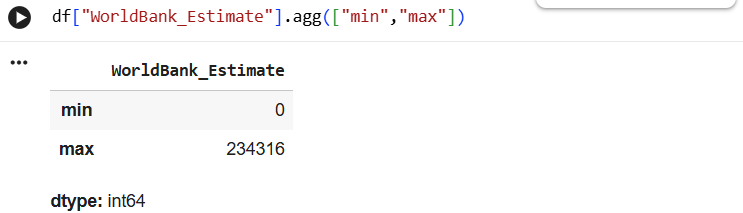 df["WorldBank_Estimate"].agg(["min","max"])
WorldBank_Estimate
min 0
max 234316
dtype: int64